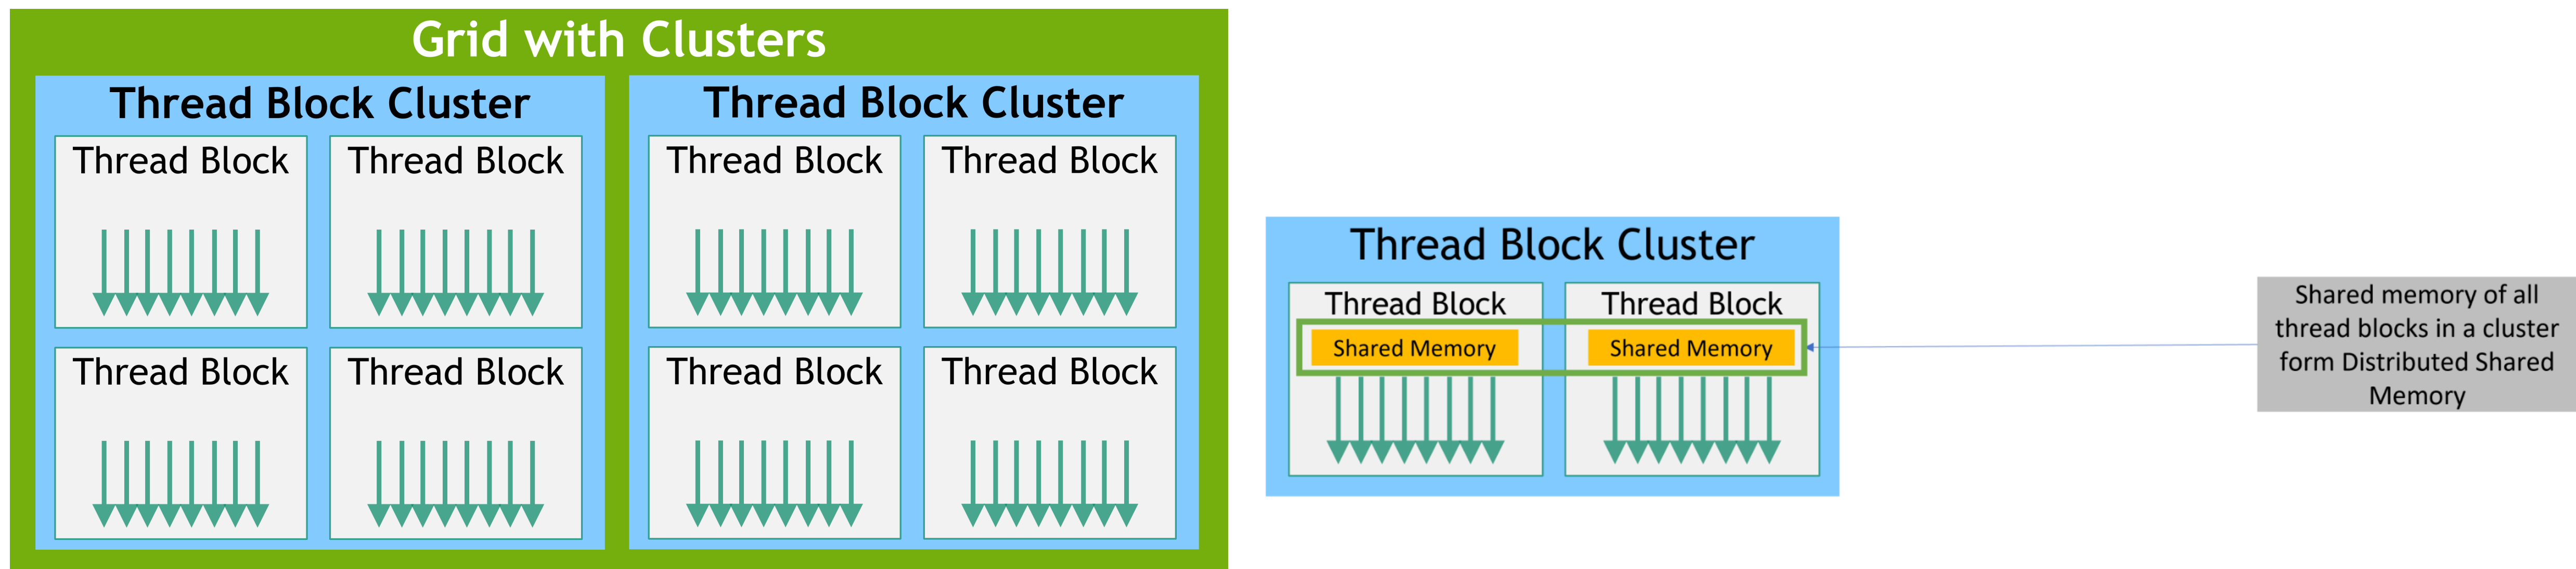 Grid with Clusters
Thread Block Cluster
Thread Block
Thread Block
Thread Block
Thread Block
Thread Block Cluster
Thread Block
Thread Block
Thread Block
Thread Block
Thread Block Cluster
Thread Block
Shared Memory
Thread Block
Shared Memory
Shared memory of all
thread blocks in a cluster
form Distributed Shared
Memory